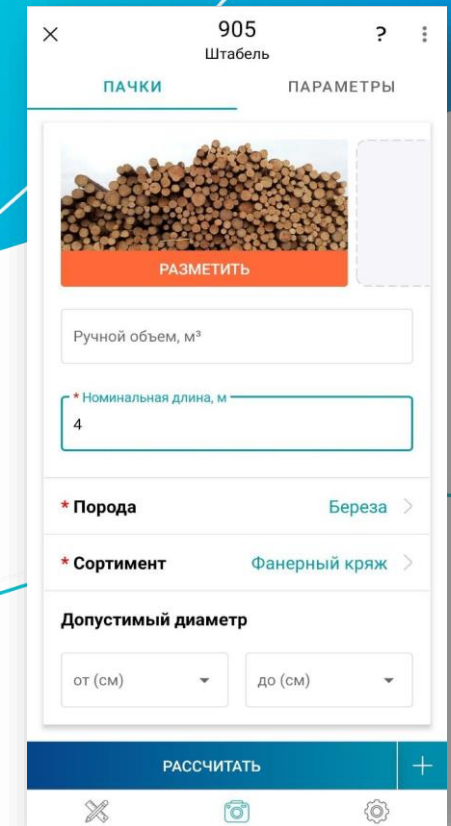 905
?
Штабель
ПАЧКИ
ПАРАМЕТРЫ
РАЗМЕТИТЬ
Ручной объем, м³
* Номинальная длина, м
4
* Порода
Береза
* Сортимент
Фанерный кряж
Допустимый диаметр
от (см)
до (см)
РАССЧИТАТЬ
+